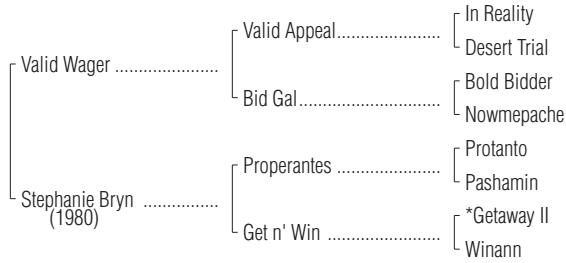 In Reality
Valid Appeal....................
Desert Trial
Valid Wager ....................
Bold Bidder
Bid Gal...........................
Nowmepache
Protanto
Properantes ....................
Pashamin
Stephanie Bryn ...............
(1980)
*Getaway II
Get n' Win ......................
Winann